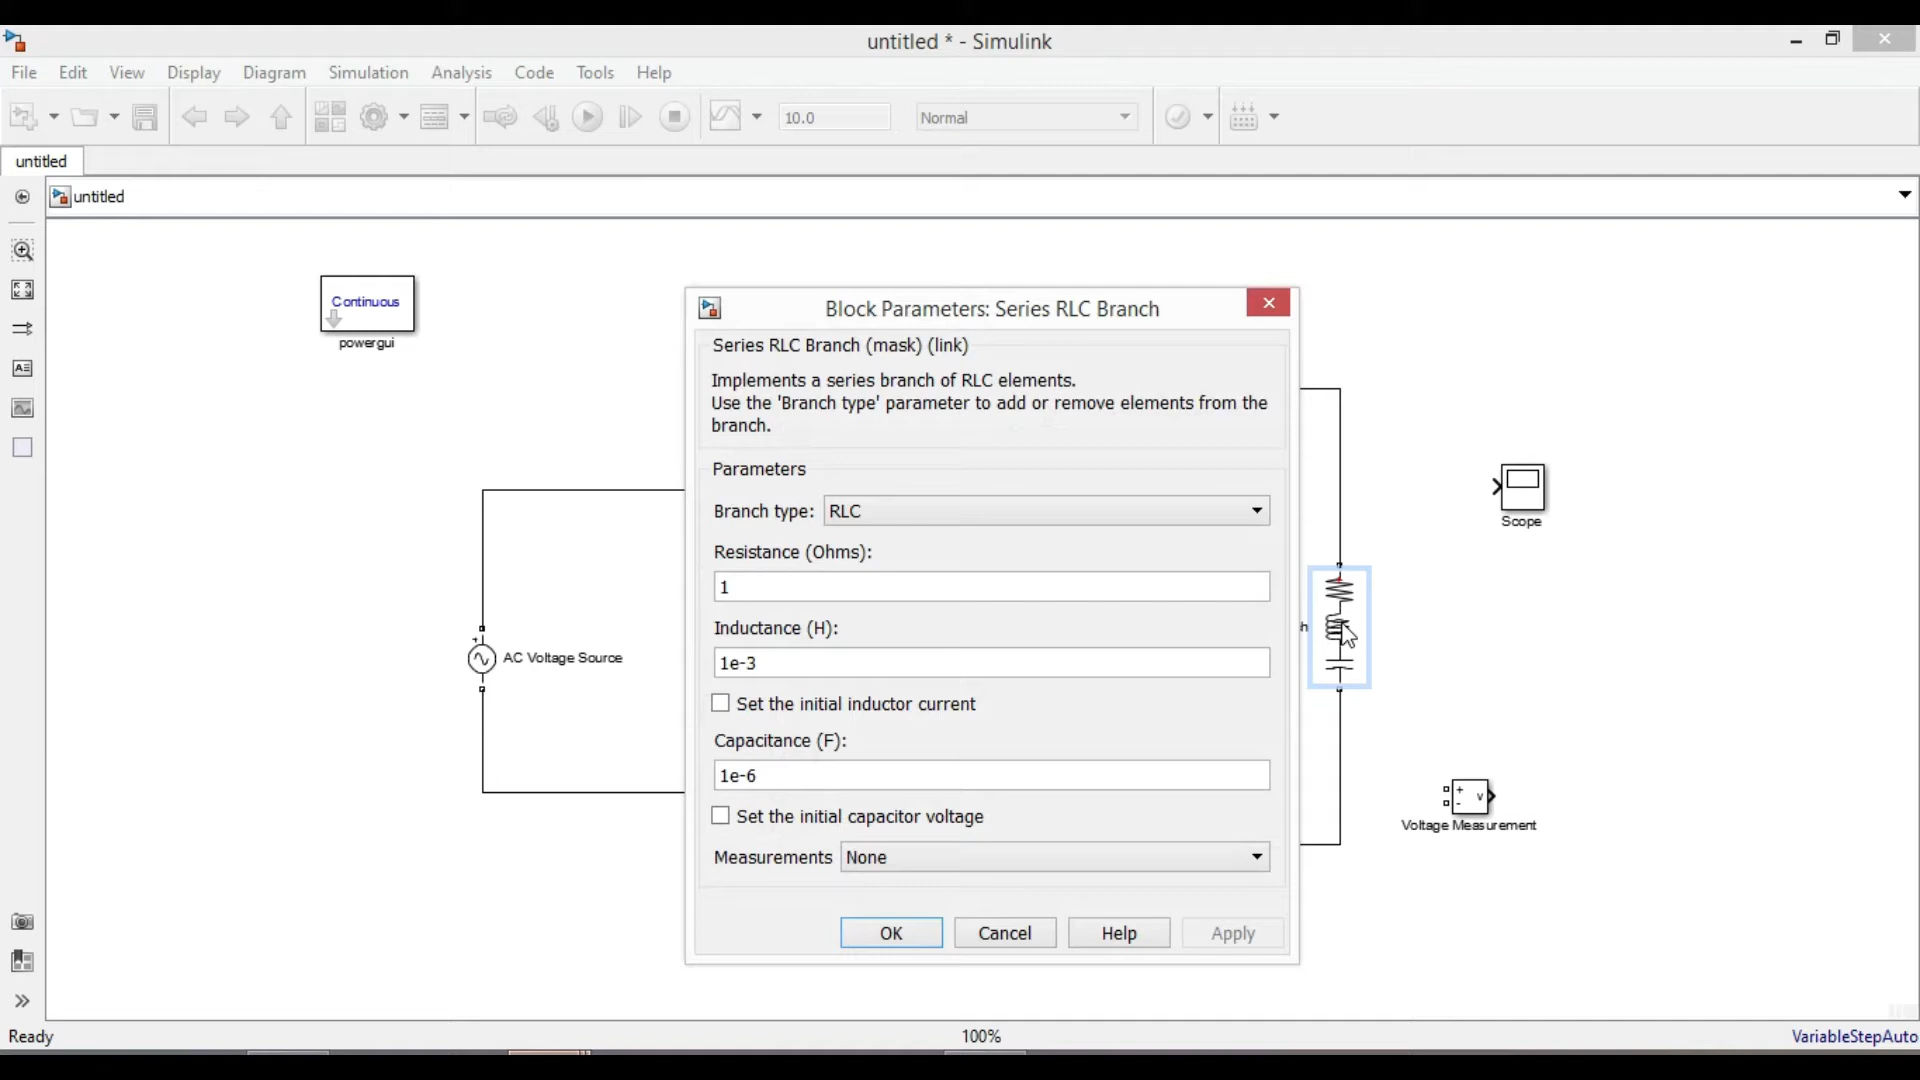 untitled * - Simulink
File Edit View Display Diagram Simulation Analysis Code Tools Help
10.0 Normal
untitled
untitled
Continuous
powergui
Block Parameters: Series RLC Branch
Series RLC Branch (mask) (link)
Implements a series branch of RLC elements.
Use the 'Branch type' parameter to add or remove elements from the
branch.
Parameters
Branch type: RLC
Resistance (Ohms):
1
Inductance (H):
1e-3
Set the initial inductor current
Capacitance (F):
1e-6
Set the initial capacitor voltage
Measurements None
OK Cancel Help Apply
AC Voltage Source
h
Scope
+ - v
Voltage Measurement
Ready 100% VariableStepAuto